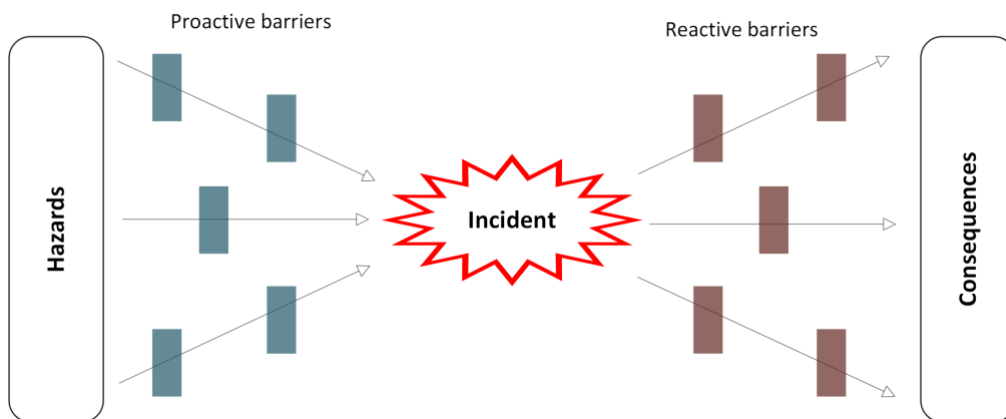 Proactive barriers
Reactive barriers
Hazards
Incident
Consequences